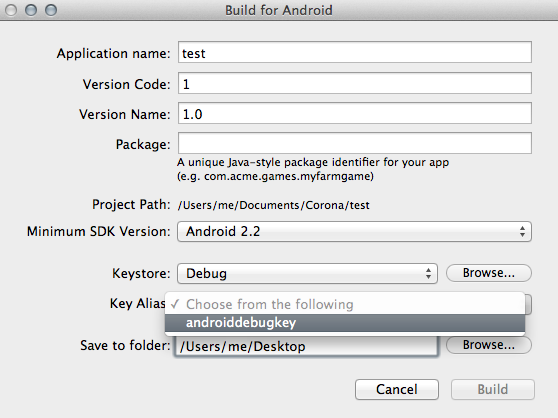 Build for Android
Application name: test
Version Code: 1
Version Name: 1.0
Package:
A unique Java-style package identifier for your app
(e.g. com.acme.games.myfarmgame)
Project Path: /Users/me/Documents/Corona/test
Minimum SDK Version: Android 2.2
Keystore: Debug Browse...
Key Alias ✓ Choose from the following
androiddebugkey
Save to folder: /Users/me/Desktop Browse...
Cancel Build